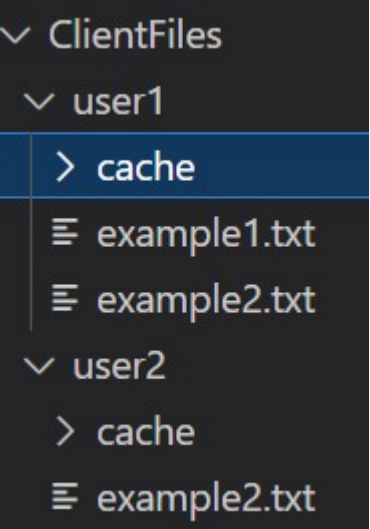 ClientFiles
user1
cache
example1.txt
example2.txt
user2
cache
example2.txt